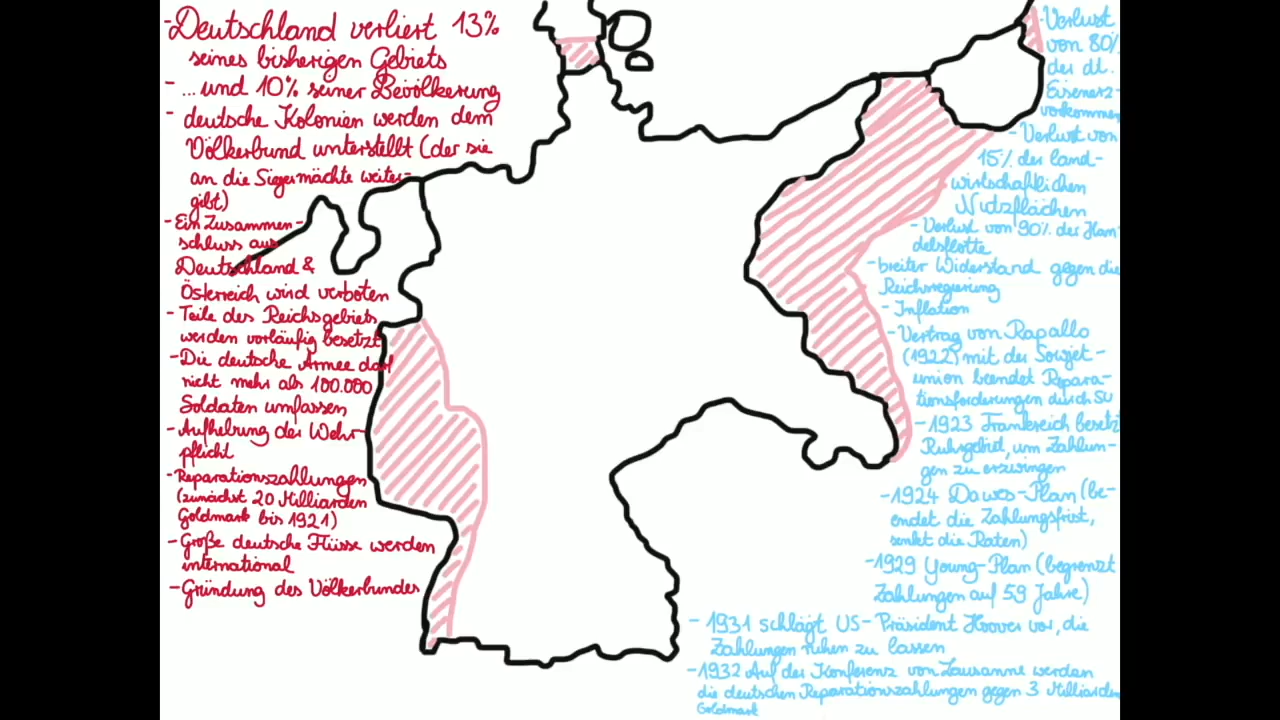 -Deutschland verliert 13%
seines bisherigen Gebiets
- ... und 10% seiner Bevölkerung
- deutsche Kolonien werden dem
Völkerbund unterstellt (der sie
an die Siegermächte weiter-
gibt)
- Ein Zusammen-
schluss aus
Deutschland &
Österreich wird verboten
- Teile des Reichsgebiets
werden vorläufig besetzt
-Die deutsche Armee darf
nicht mehr als 100.000
Soldaten umfassen
- Aufhebung der Wehr-
pflicht
-Reparationszahlungen
(zunächst 20 Milliarden
Goldmark bis 1921)
- Große deutsche Flüsse werden
international
-Gründung des Völkerbundes
-Verlust
von 80%
der dt.
Eisenerz-
vorkommen
- Verlust von
15% der land-
wirtschaftlichen
Nutzflächen
- Verlust von 90% der Han-
delsflotte
-breiter Widerstand gegen die
Reichsregierung
- Inflation
-Vertrag von Rapallo
(1922) mit der Sowjet-
union beendet Repara-
tionsforderungen durch SU
-1923 Frankreich besetzt
Ruhrgebiet, um Zahlun-
gen zu erzwingen
-1924 Dawes-Plan (be-
endet die Zahlungsfrist,
senkt die Raten)
-1929 Young-Plan (begrenzt
Zahlungen auf 59 Jahre)
- 1931 schlägt US-Präsident Hoover vor, die
Zahlungen ruhen zu lassen
-1932 Auf der Konferenz von Lausanne werden
die deutschen Reparationszahlungen gegen 3 Milliarden
Goldmark